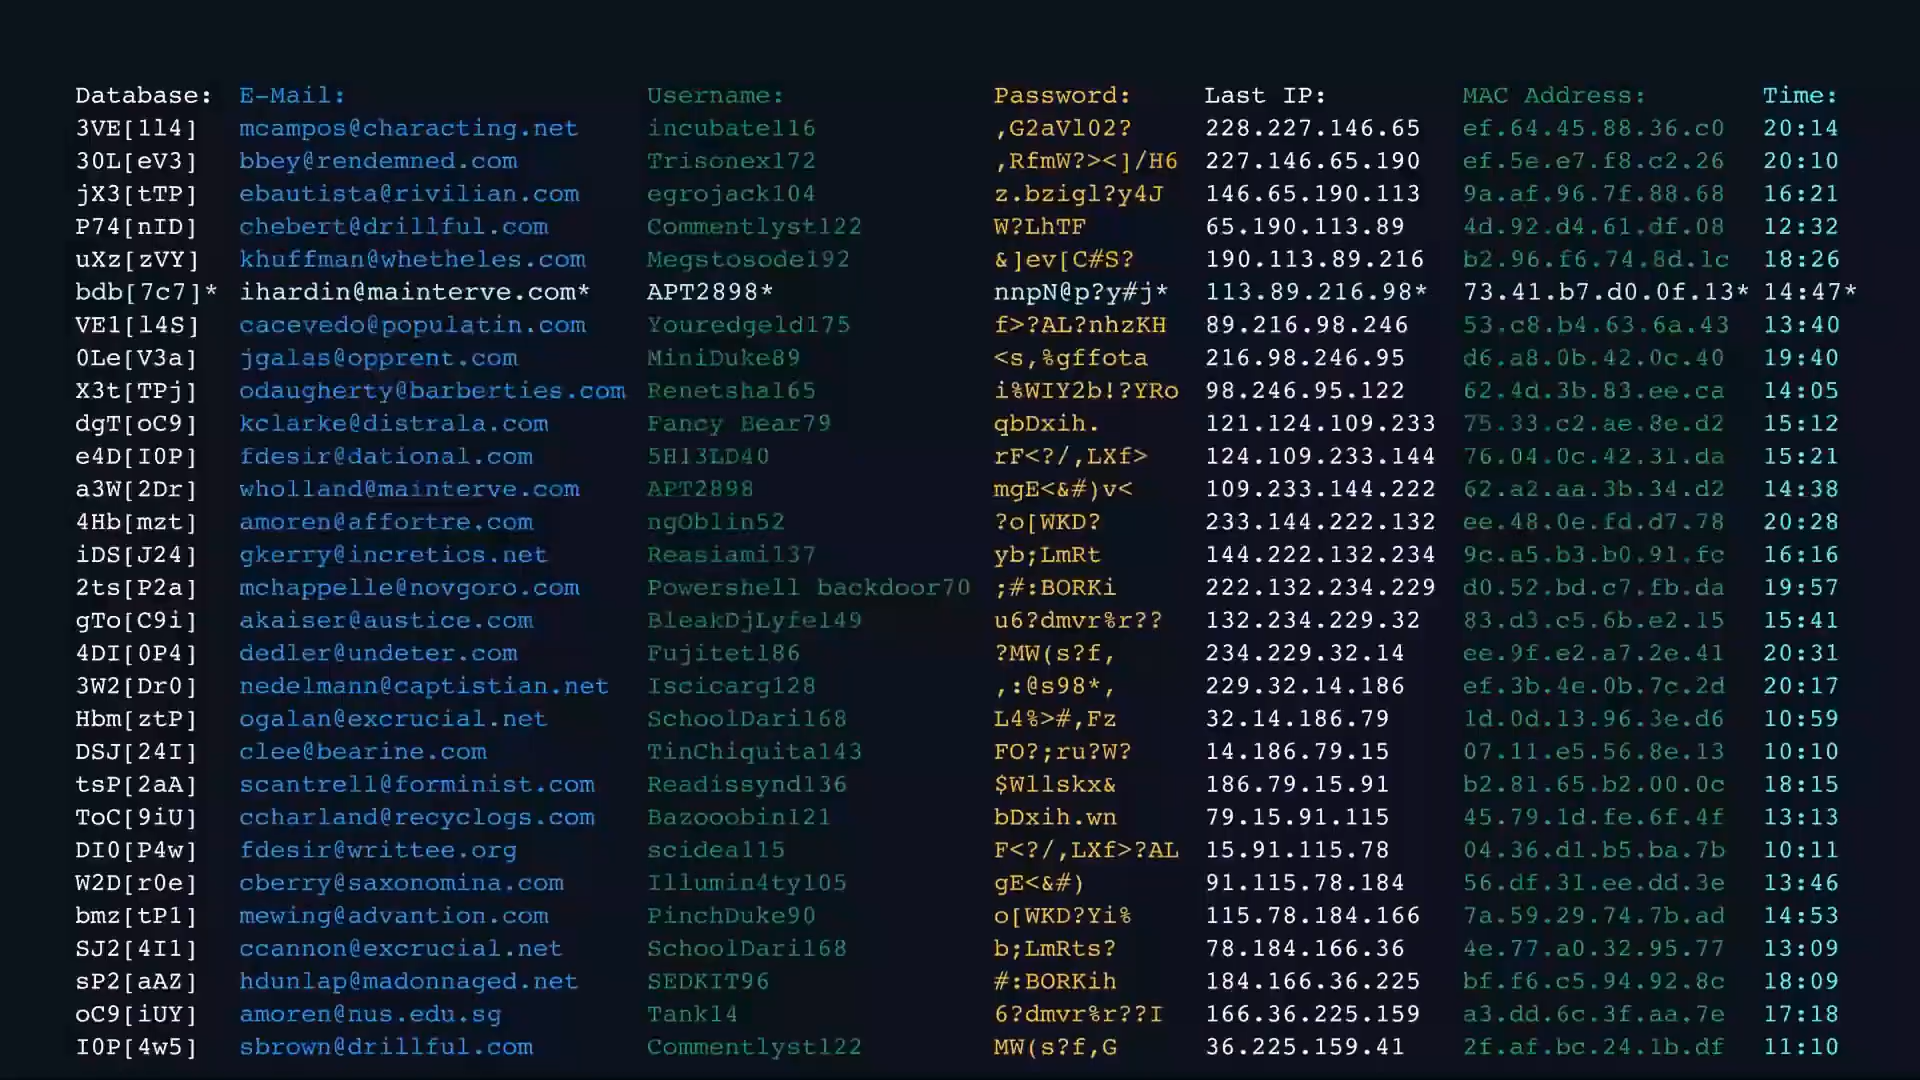 Database: E-Mail: Username: Password: Last IP: MAC Address: Time:
3VE[1l4] mcampos@characting.net incubate116 ,G2aVl02? 228.227.146.65 ef.64.45.88.36.c0 20:14
30L[eV3] bbey@rendemned.com Trisonex172 ,RfmW?><]/H6 227.146.65.190 ef.5e.e7.f8.c2.26 20:10
jX3[tTP] ebautista@rivilian.com egrojack104 z.bzigl?y4J 146.65.190.113 9a.af.96.7f.88.68 16:21
P74[nID] chebert@drillful.com Commentlyst122 W?LhTF 65.190.113.89 4d.92.d4.61.df.08 12:32
uXz[zVY] khuffman@whetheles.com Megstosode192 &]ev[C#S? 190.113.89.216 b2.96.f6.74.8d.1c 18:26
bdb[7c7]* ihardin@mainterve.com* APT2898* nnpN@p?y#j* 113.89.216.98* 73.41.b7.d0.0f.13* 14:47*
VE1[l4S] cacevedo@populatin.com Youredgeld175 f>?AL?nhzKH 89.216.98.246 53.c8.b4.63.6a.43 13:40
0Le[V3a] jgalas@opprent.com MiniDuke89 <s,%gffota 216.98.246.95 d6.a8.0b.42.0c.40 19:40
X3t[TPj] odaugherty@barberties.com Renetsha165 i%WIY2b!?YRo 98.246.95.122 62.4d.3b.83.ee.ca 14:05
dgT[oC9] kclarke@distrala.com Fancy Bear79 qbDxih. 121.124.109.233 75.33.c2.ae.8e.d2 15:12
e4D[I0P] fdesir@dational.com 5H13LD40 rF<?/,LXf> 124.109.233.144 76.04.0c.42.31.da 15:21
a3W[2Dr] wholland@mainterve.com APT2898 mgE<&#)v< 109.233.144.222 62.a2.aa.3b.34.d2 14:38
4Hb[mzt] amoren@affortre.com ngOblin52 ?o[WKD? 233.144.222.132 ee.48.0e.fd.d7.78 20:28
iDS[J24] gkerry@incretics.net Reasiami137 yb;LmRt 144.222.132.234 9c.a5.b3.b0.91.fc 16:16
2ts[P2a] mchappelle@novgoro.com Powershell backdoor70 ;#:BORKi 222.132.234.229 d0.52.bd.c7.fb.da 19:57
gTo[C9i] akaiser@austice.com BleakDjLyfe149 u6?dmvr%r?? 132.234.229.32 83.d3.c5.6b.e2.15 15:41
4DI[0P4] dedler@undeter.com Fujitet186 ?MW(s?f, 234.229.32.14 ee.9f.e2.a7.2e.41 20:31
3W2[Dr0] nedelmann@captistian.net Iscicarg128 ,:@s98*, 229.32.14.186 ef.3b.4e.0b.7c.2d 20:17
Hbm[ztP] ogalan@excrucial.net SchoolDari168 L4%>#,Fz 32.14.186.79 1d.0d.13.96.3e.d6 10:59
DSJ[24I] clee@bearine.com TinChiquita143 FO?;ru?W? 14.186.79.15 07.11.e5.56.8e.13 10:10
tsP[2aA] scantrell@forminist.com Readissynd136 $Wllskx& 186.79.15.91 b2.81.65.b2.00.0c 18:15
ToC[9iU] ccharland@recyclogs.com Bazooobin121 bDxih.wn 79.15.91.115 45.79.1d.fe.6f.4f 13:13
DI0[P4w] fdesir@writtee.org scidea115 F<?/,LXf>?AL 15.91.115.78 04.36.d1.b5.ba.7b 10:11
W2D[r0e] cberry@saxonomina.com Illumin4ty105 gE<&#) 91.115.78.184 56.df.31.ee.dd.3e 13:46
bmz[tP1] mewing@advantion.com PinchDuke90 o[WKD?Yi% 115.78.184.166 7a.59.29.74.7b.ad 14:53
SJ2[4I1] ccannon@excrucial.net SchoolDari168 b;LmRts? 78.184.166.36 4e.77.a0.32.95.77 13:09
sP2[aAZ] hdunlap@madonnaged.net SEDKIT96 #:BORKih 184.166.36.225 bf.f6.c5.94.92.8c 18:09
oC9[iUY] amoren@nus.edu.sg Tank14 6?dmvr%r??I 166.36.225.159 a3.dd.6c.3f.aa.7e 17:18
I0P[4w5] sbrown@drillful.com Commentlyst122 MW(s?f,G 36.225.159.41 2f.af.bc.24.1b.df 11:10